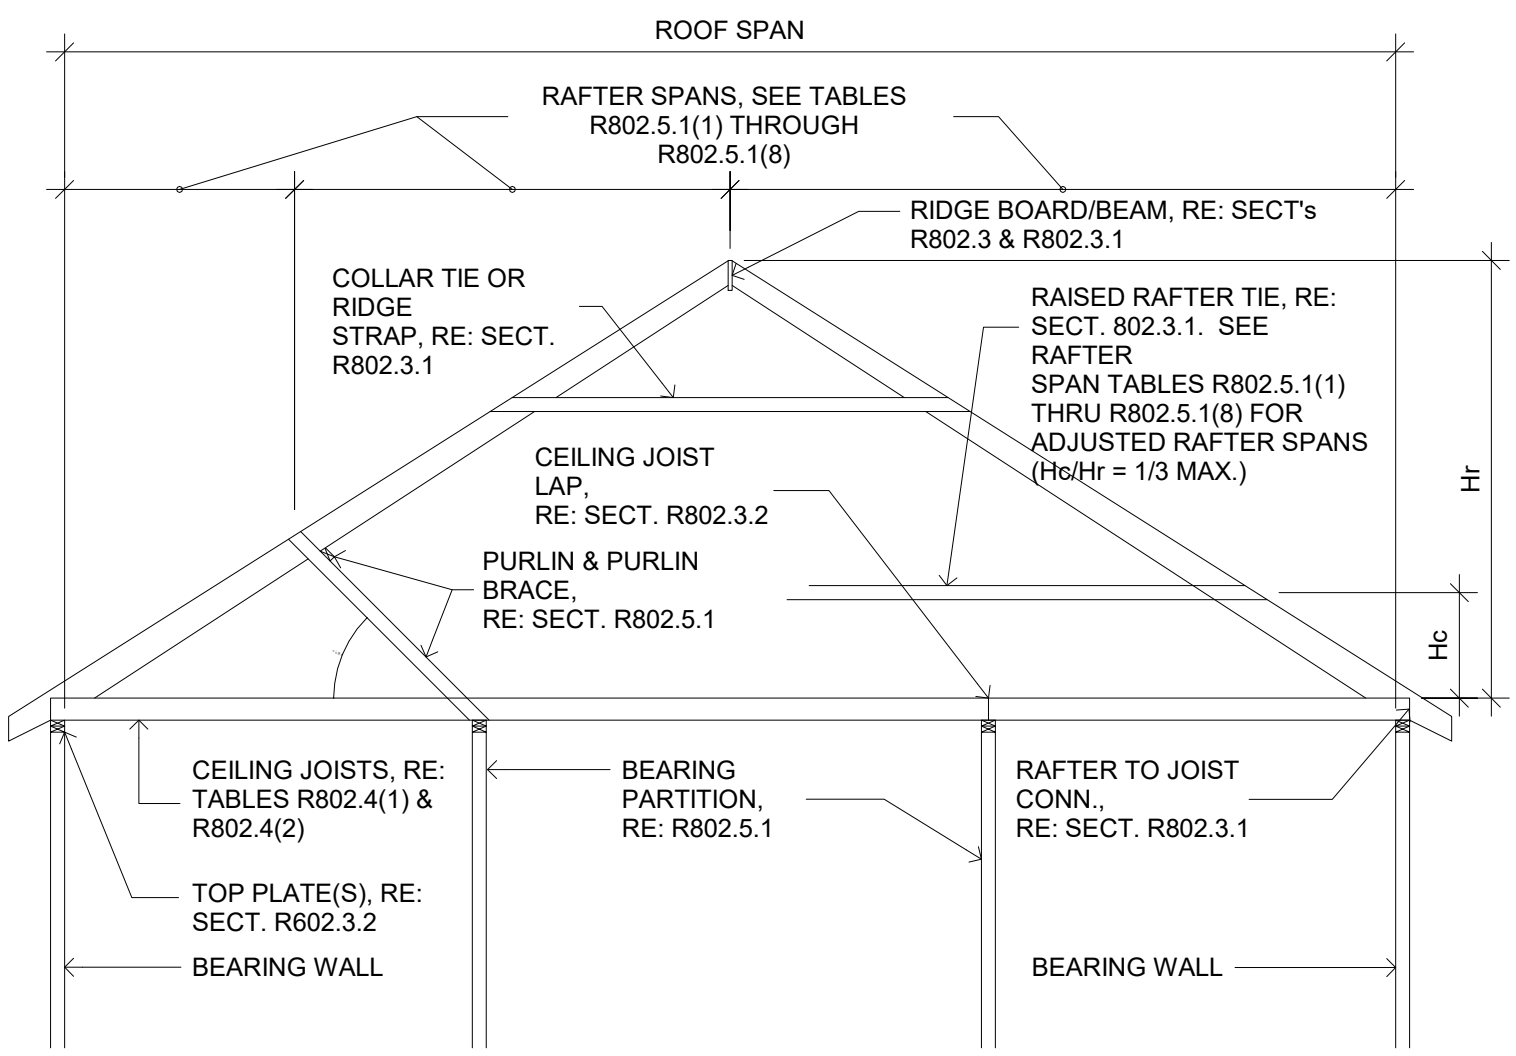 ROOF SPAN
RAFTER SPANS, SEE TABLES
R802.5.1(1) THROUGH
R802.5.1(8)
RIDGE BOARD/BEAM, RE: SECT's
R802.3 & R802.3.1
COLLAR TIE OR
RIDGE
STRAP, RE: SECT.
R802.3.1
RAISED RAFTER TIE, RE:
SECT. 802.3.1.  SEE
RAFTER
SPAN TABLES R802.5.1(1)
THRU R802.5.1(8) FOR
ADJUSTED RAFTER SPANS
(Hc/Hr = 1/3 MAX.)
Hr
CEILING JOIST
LAP,
RE: SECT. R802.3.2
PURLIN & PURLIN
BRACE,
RE: SECT. R802.5.1
Hc
CEILING JOISTS, RE:
TABLES R802.4(1) &
R802.4(2)
BEARING
PARTITION,
RE: R802.5.1
RAFTER TO JOIST
CONN.,
RE: SECT. R802.3.1
TOP PLATE(S), RE:
SECT. R602.3.2
BEARING WALL
BEARING WALL